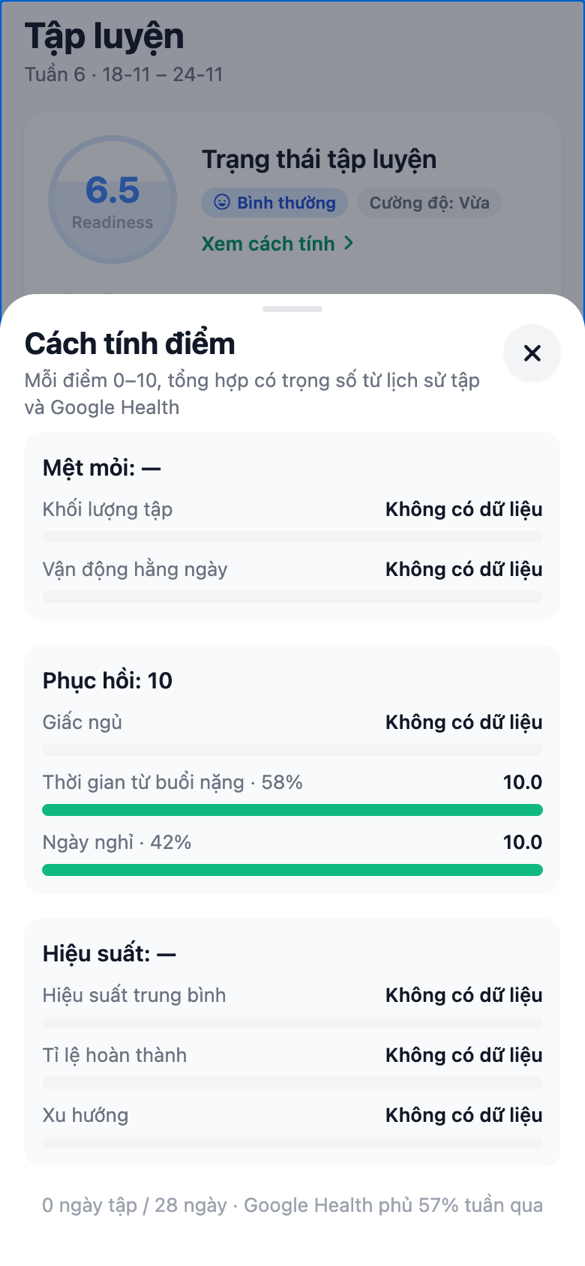 Tập luyện
Tuần 6 · 18-11 – 24-11
6.5
Readiness
Trạng thái tập luyện
Bình thường
Cường độ: Vừa
Xem cách tính
Cách tính điểm
Mỗi điểm 0–10, tổng hợp có trọng số từ lịch sử tập
và Google Health
Mệt mỏi: —
Khối lượng tập Không có dữ liệu
Vận động hằng ngày Không có dữ liệu
Phục hồi: 10
Giấc ngủ Không có dữ liệu
Thời gian từ buổi nặng · 58% 10.0
Ngày nghỉ · 42% 10.0
Hiệu suất: —
Hiệu suất trung bình Không có dữ liệu
Tỉ lệ hoàn thành Không có dữ liệu
Xu hướng Không có dữ liệu
0 ngày tập / 28 ngày · Google Health phủ 57% tuần qua